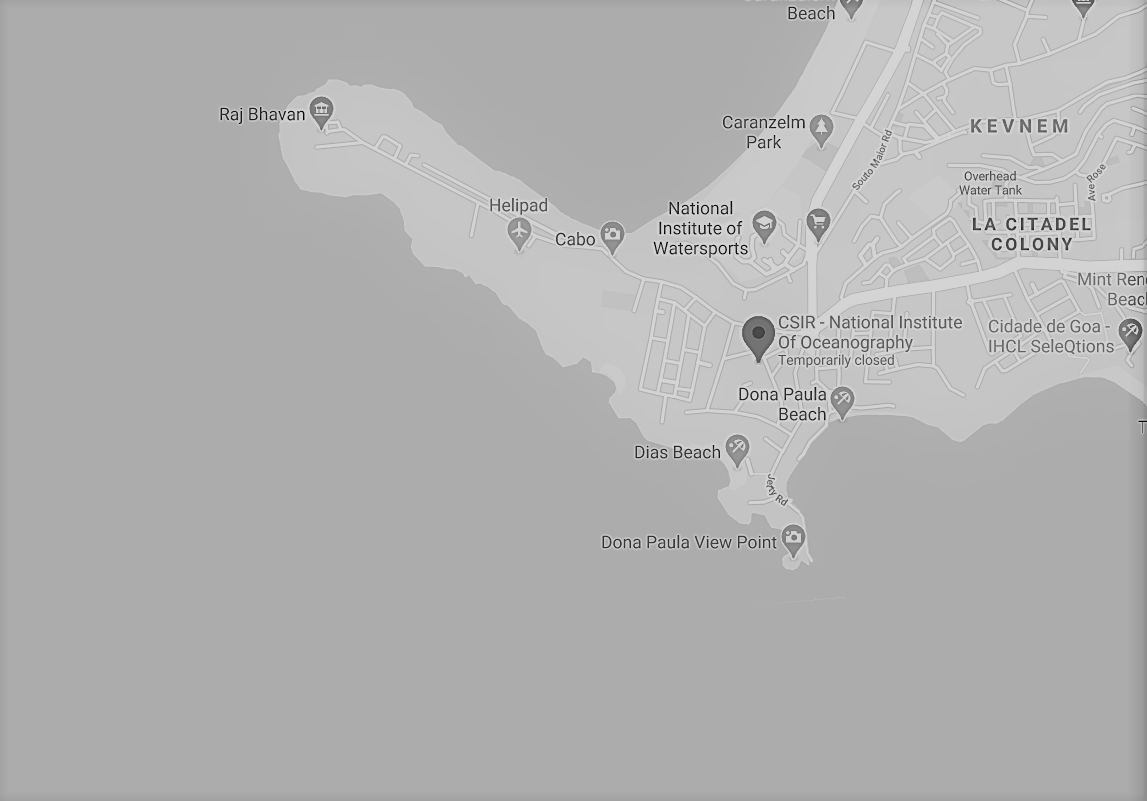 Beach
Raj Bhavan
Caranzelm
Park
KEVNEM
Souto Maior Rd
Overhead
Water Tank
Ave Rose
Helipad
Cabo
National
Institute of
Watersports
LA CITADEL
COLONY
Mint Ren
Beac
CSIR - National Institute
Of Oceanography
Temporarily closed
Cidade de Goa -
IHCL SeleQtions
Dona Paula
Beach
Dias Beach
Jetty Rd
Dona Paula View Point